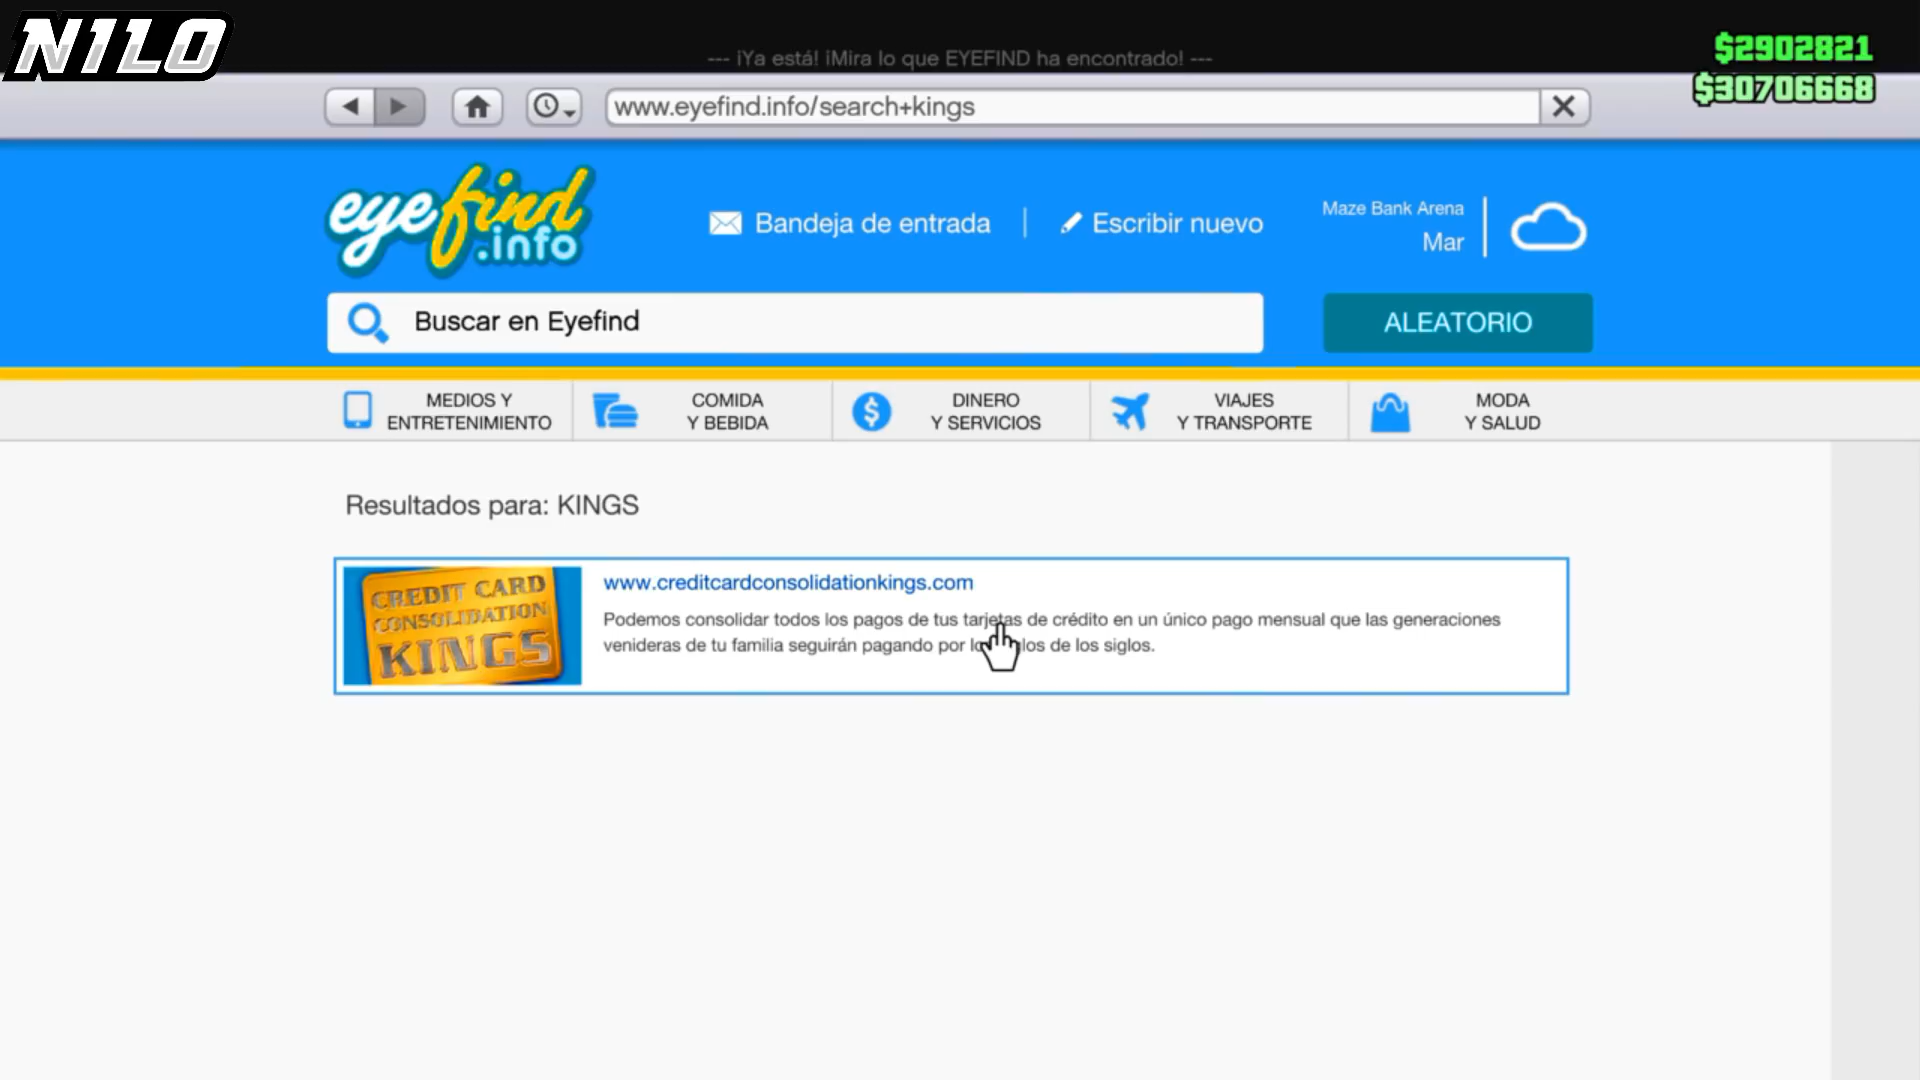 N1LO
$2902821
--- ¡Ya está! ¡Mira lo que EYEFIND ha encontrado! ---
$30706668
www.eyefind.info/search+kings
eyefind
.info
Bandeja de entrada
Escribir nuevo
Maze Bank Arena
Mar
Buscar en Eyefind
ALEATORIO
MEDIOS Y
ENTRETENIMIENTO
COMIDA
Y BEBIDA
DINERO
Y SERVICIOS
VIAJES
Y TRANSPORTE
MODA
Y SALUD
Resultados para: KINGS
CREDIT CARD
CONSOLIDATION
KINGS
www.creditcardconsolidationkings.com
Podemos consolidar todos los pagos de tus tarjetas de crédito en un único pago mensual que las generaciones
venideras de tu familia seguirán pagando por los siglos de los siglos.